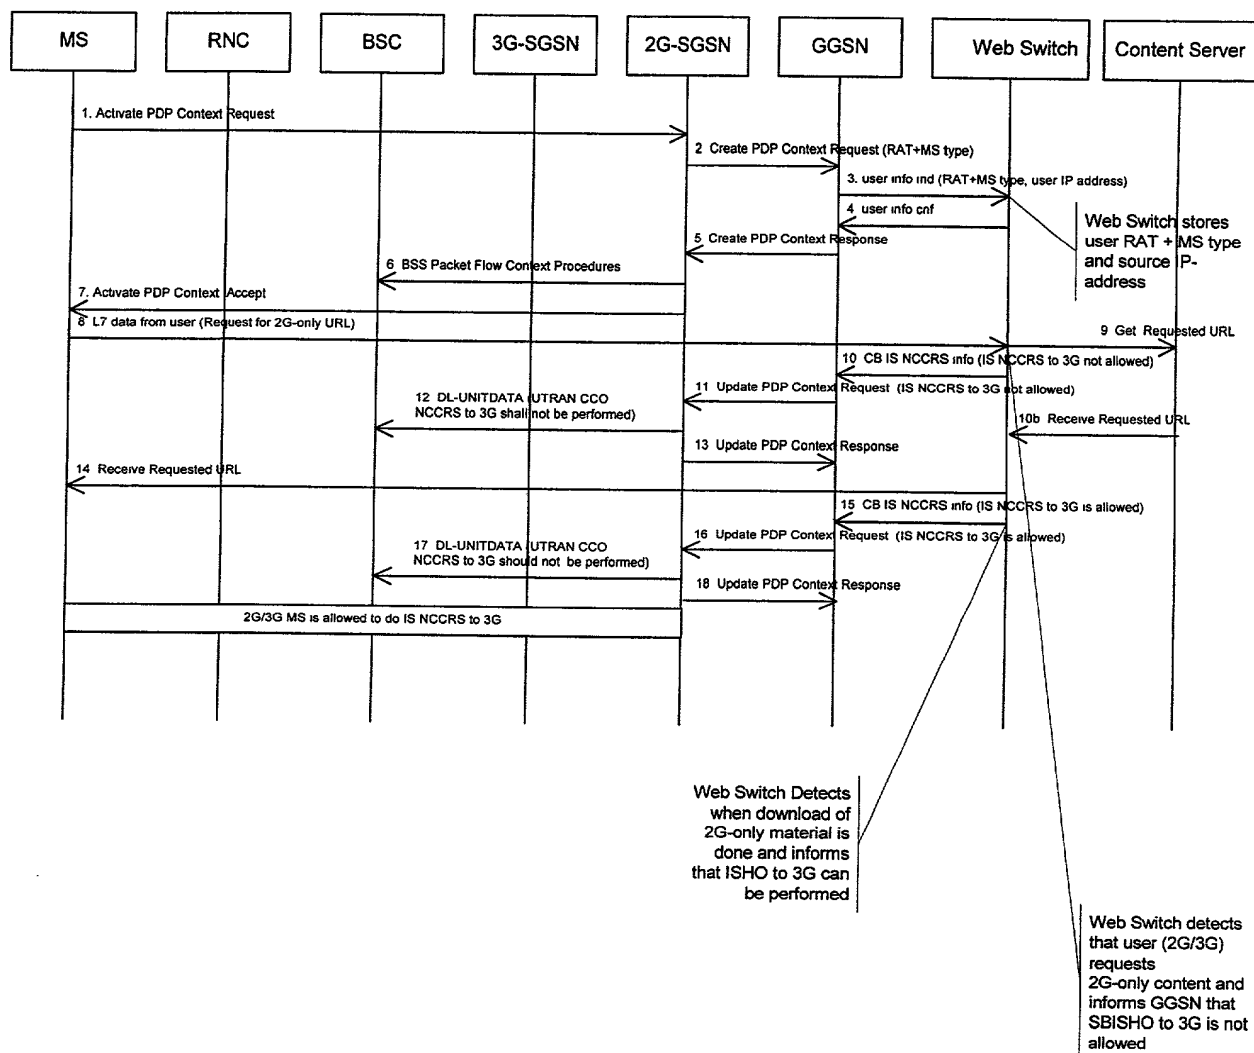 MS
RNC
BSC
3G-SGSN
2G-SGSN
GGSN
Web Switch
Content Server
1. Activate PDP Context Request
2 Create PDP Context Request (RAT+MS type)
3. user info ind (RAT+MS type, user IP address)
4 user info cnf
Web Switch stores
user RAT + MS type
and source IP-
address
5 Create PDP Context Response
6 BSS Packet Flow Context Procedures
7. Activate PDP Context Accept
8 L7 data from user (Request for 2G-only URL)
9 Get Requested URL
10 CB IS NCCRS info (IS NCCRS to 3G not allowed)
11 Update PDP Context Request (IS NCCRS to 3G not allowed)
12 DL-UNITDATA (UTRAN CCO
NCCRS to 3G shall not be performed)
10b Receive Requested URL
13 Update PDP Context Response
14 Receive Requested URL
15 CB IS NCCRS info (IS NCCRS to 3G is allowed)
16 Update PDP Context Request (IS NCCRS to 3G is allowed)
17 DL-UNITDATA (UTRAN CCO
NCCRS to 3G should not be performed)
18 Update PDP Context Response
2G/3G MS is allowed to do IS NCCRS to 3G
Web Switch Detects
when download of
2G-only material is
done and informs
that ISHO to 3G can
be performed
Web Switch detects
that user (2G/3G)
requests
2G-only content and
informs GGSN that
SBISHO to 3G is not
allowed